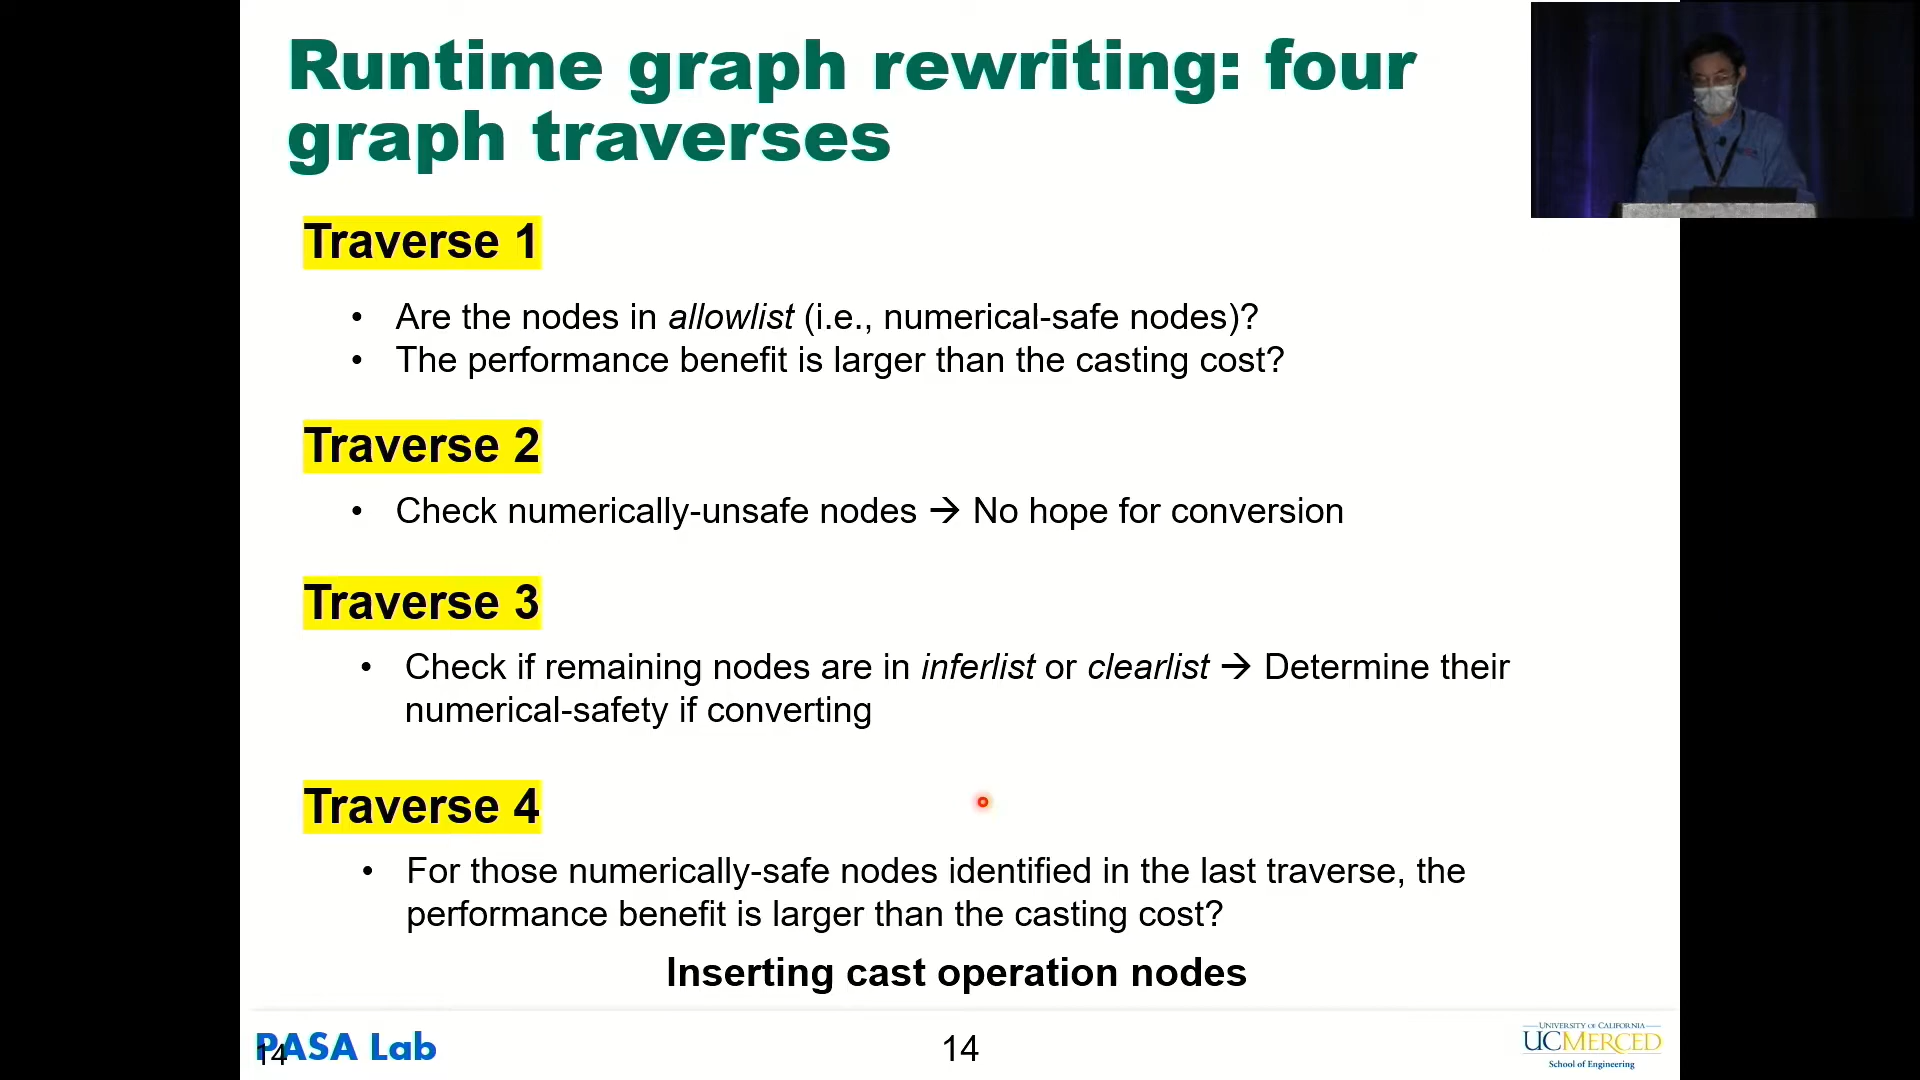 Runtime graph rewriting: four
graph traverses
Traverse 1
• Are the nodes in allowlist (i.e., numerical-safe nodes)?
• The performance benefit is larger than the casting cost?
Traverse 2
• Check numerically-unsafe nodes → No hope for conversion
Traverse 3
• Check if remaining nodes are in inferlist or clearlist → Determine their
numerical-safety if converting
Traverse 4
• For those numerically-safe nodes identified in the last traverse, the
performance benefit is larger than the casting cost?
Inserting cast operation nodes
PASA Lab
14
14
UNIVERSITY OF CALIFORNIA
UCMERCED
School of Engineering